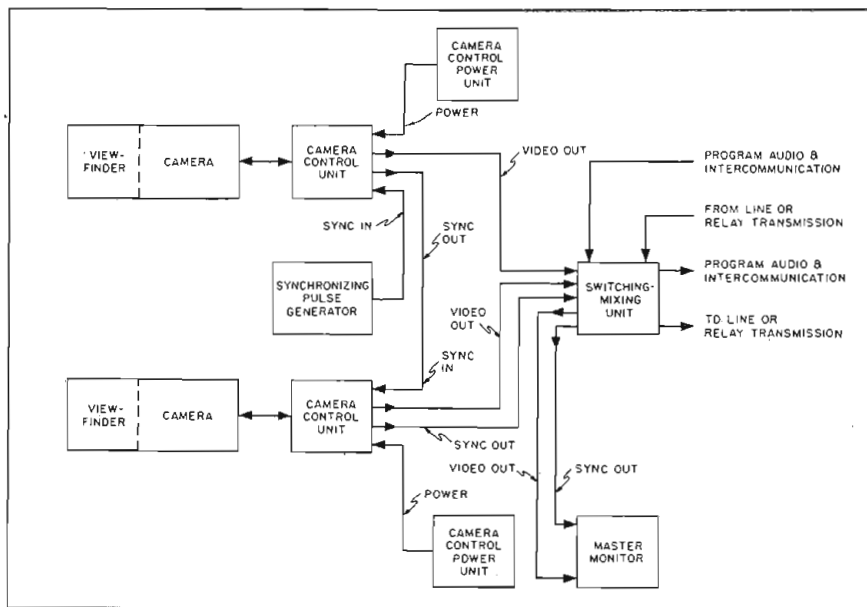 CAMERA
CONTROL
POWER
UNIT
POWER
VIEW-
FINDER
CAMERA
CAMERA
CONTROL
UNIT
VIDEO OUT
PROGRAM AUDIO &
INTERCOMMUNICATION
SYNC IN
SYNC
OUT
FROM LINE OR
RELAY TRANSMISSION
SYNCHRONIZING
PULSE
GENERATOR
SWITCHING-
MIXING
UNIT
PROGRAM AUDIO &
INTERCOMMUNICATION
VIDEO
OUT
TO LINE OR
RELAY TRANSMISSION
SYNC
IN
VIEW-
FINDER
CAMERA
CAMERA
CONTROL
UNIT
SYNC OUT
VIDEO OUT
SYNC OUT
POWER
CAMERA
CONTROL
POWER
UNIT
MASTER
MONITOR